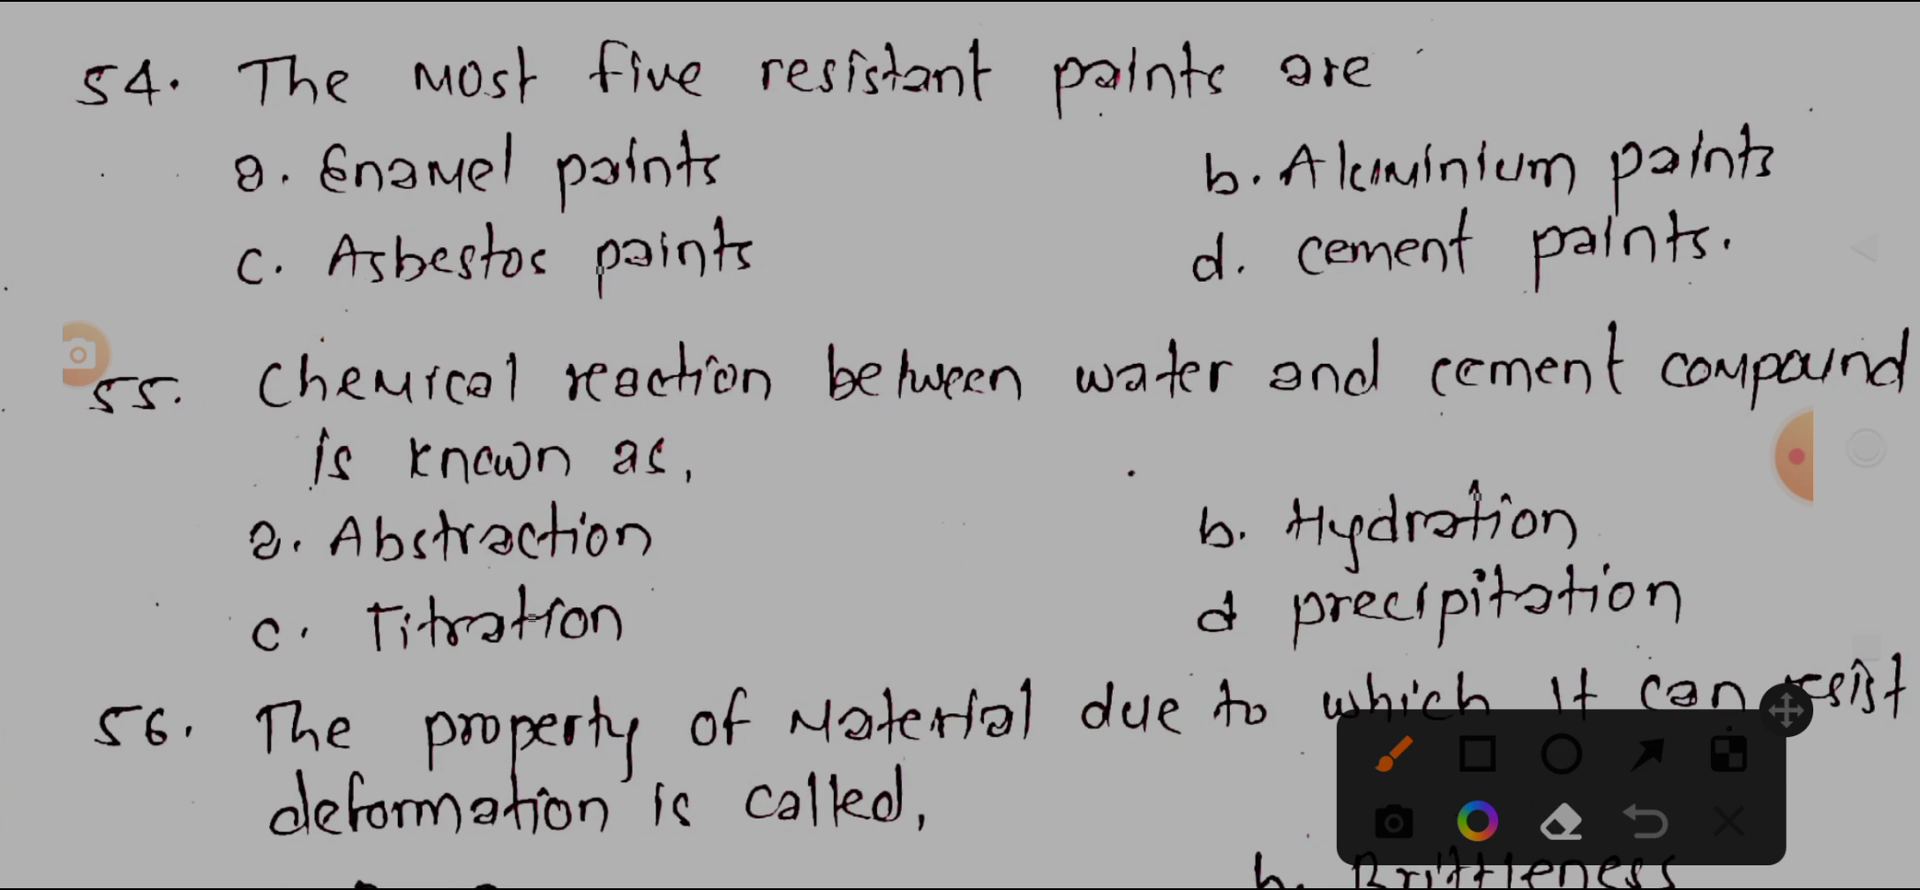 54. The most five resistant paints are
a. Enamel paints
b. Aluminium paints
c. Asbestos paints
d. cement paints.
55. Chemical reaction between water and cement compound
is known as,
a. Abstraction
b. Hydration
c. Titration
d precipitation
56. The property of Material due to which it can resist
deformation is called,
b. Brittleness